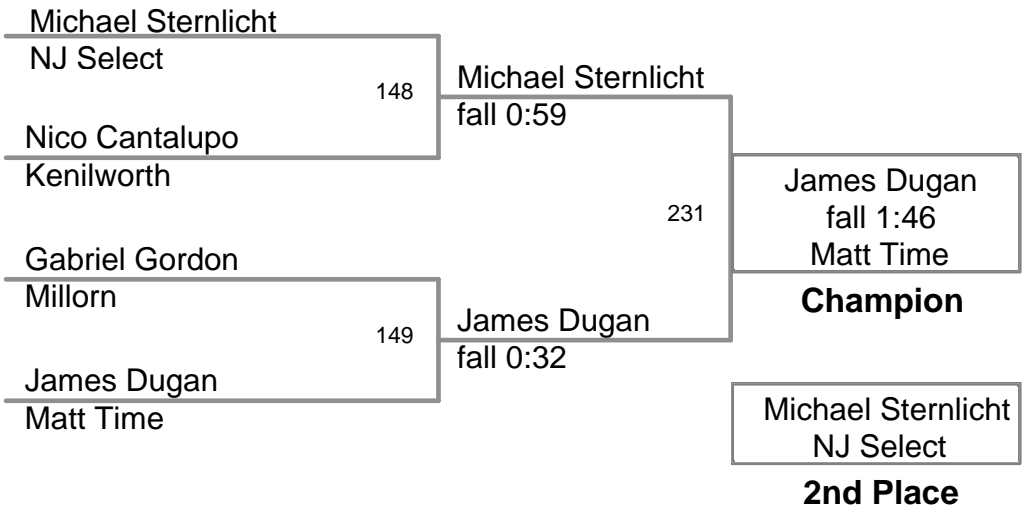 Michael Sternlicht
NJ Select
148
Nico Cantalupo
Kenilworth
Michael Sternlicht
fall 0:59
Gabriel Gordon
Millorn
149
James Dugan
Matt Time
James Dugan
fall 0:32
231
James Dugan
fall 1:46
Matt Time
Champion
Michael Sternlicht
NJ Select
2nd Place